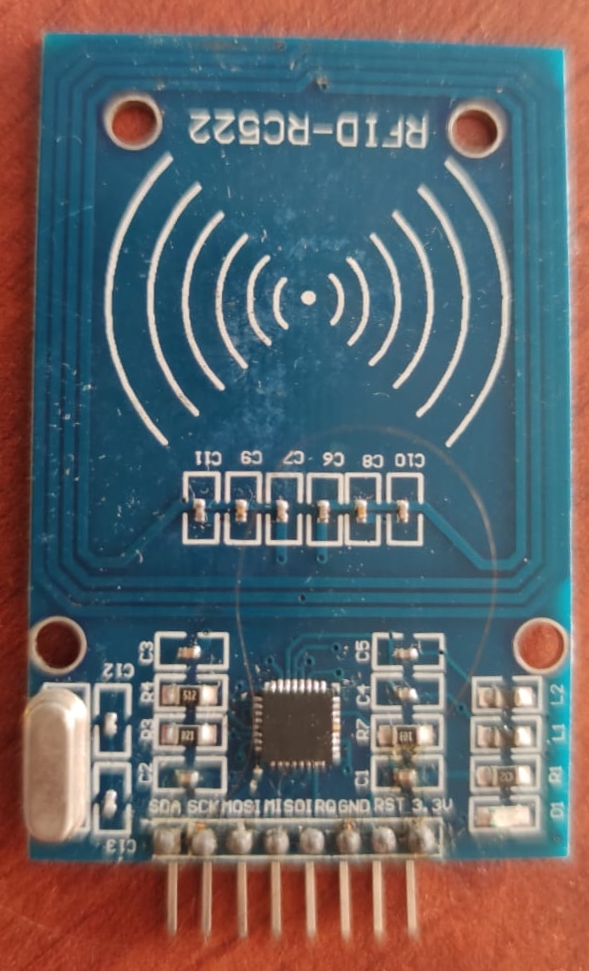 C13
C12
C2
R3
R4
C3
SDA SCK MOSI MISO IRQ GND RST 3.3V
C1
R7
C4
C5
D1
R1
L1
L2
C11
C9
C7
C6
C8
C10
RFID-RC522